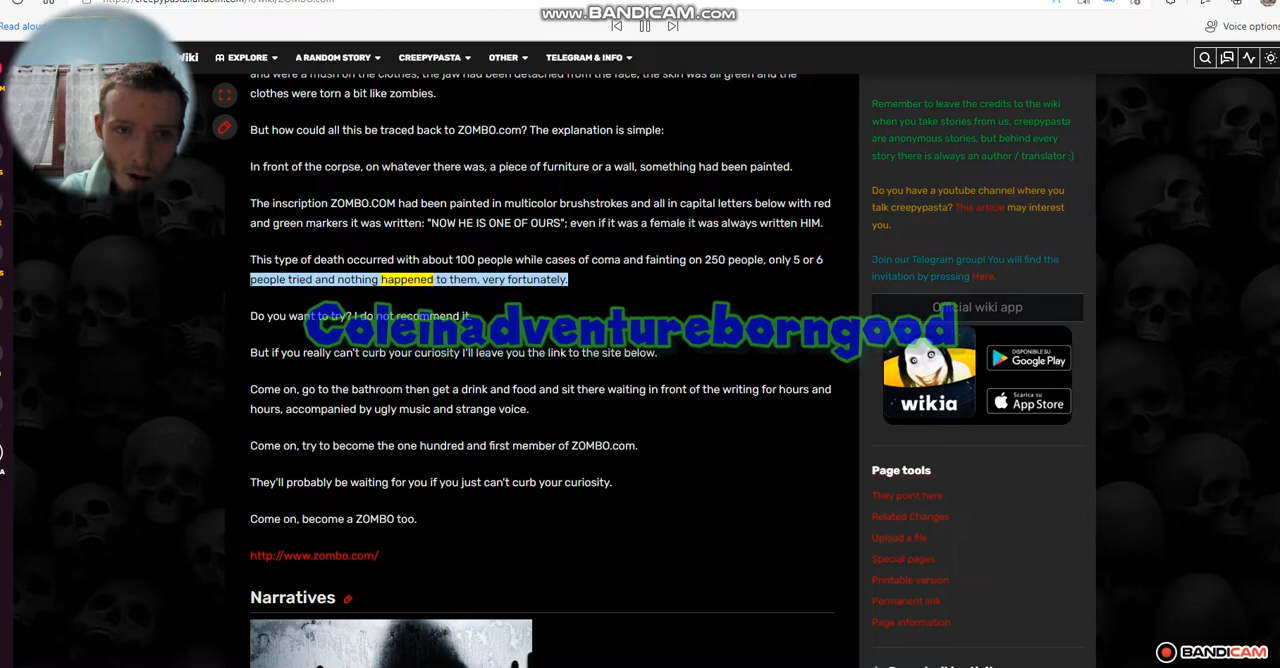 https://creepypasta.fandom.com/it/wiki/ZOMBO.com
www.BANDICAM.com
Read aloud
Voice options
Wiki
EXPLORE
A RANDOM STORY
CREEPYPASTA
OTHER
TELEGRAM & INFO
and were a mush on the clothes, the jaw had been detached from the face, the skin was all green and the
clothes were torn a bit like zombies.
But how could all this be traced back to ZOMBO.com? The explanation is simple:
In front of the corpse, on whatever there was, a piece of furniture or a wall, something had been painted.
The inscription ZOMBO.COM had been painted in multicolor brushstrokes and all in capital letters below with red
and green markers it was written: "NOW HE IS ONE OF OURS"; even if it was a female it was always written HIM.
This type of death occurred with about 100 people while cases of coma and fainting on 250 people, only 5 or 6
people tried and nothing happened to them, very fortunately.
Do you want to try? I do not recommend it.
Coleinadventureborngood
But if you really can't curb your curiosity I'll leave you the link to the site below.
Come on, go to the bathroom then get a drink and food and sit there waiting in front of the writing for hours and
hours, accompanied by ugly music and strange voice.
Come on, try to become the one hundred and first member of ZOMBO.com.
They'll probably be waiting for you if you just can't curb your curiosity.
Come on, become a ZOMBO too.
http://www.zombo.com/
Narratives
Remember to leave the credits to the wiki
when you take stories from us, creepypasta
are anonymous stories, but behind every
story there is always an author / translator :)
Do you have a youtube channel where you
talk creepypasta? This article may interest
you.
Join our Telegram group! You will find the
invitation by pressing Here.
Official wiki app
wikia
DISPONIBILE SU
Google Play
Scarica su
App Store
Page tools
They point here
Related Changes
Upload a file
Special pages
Printable version
Permanent link
Page information
BANDICAM